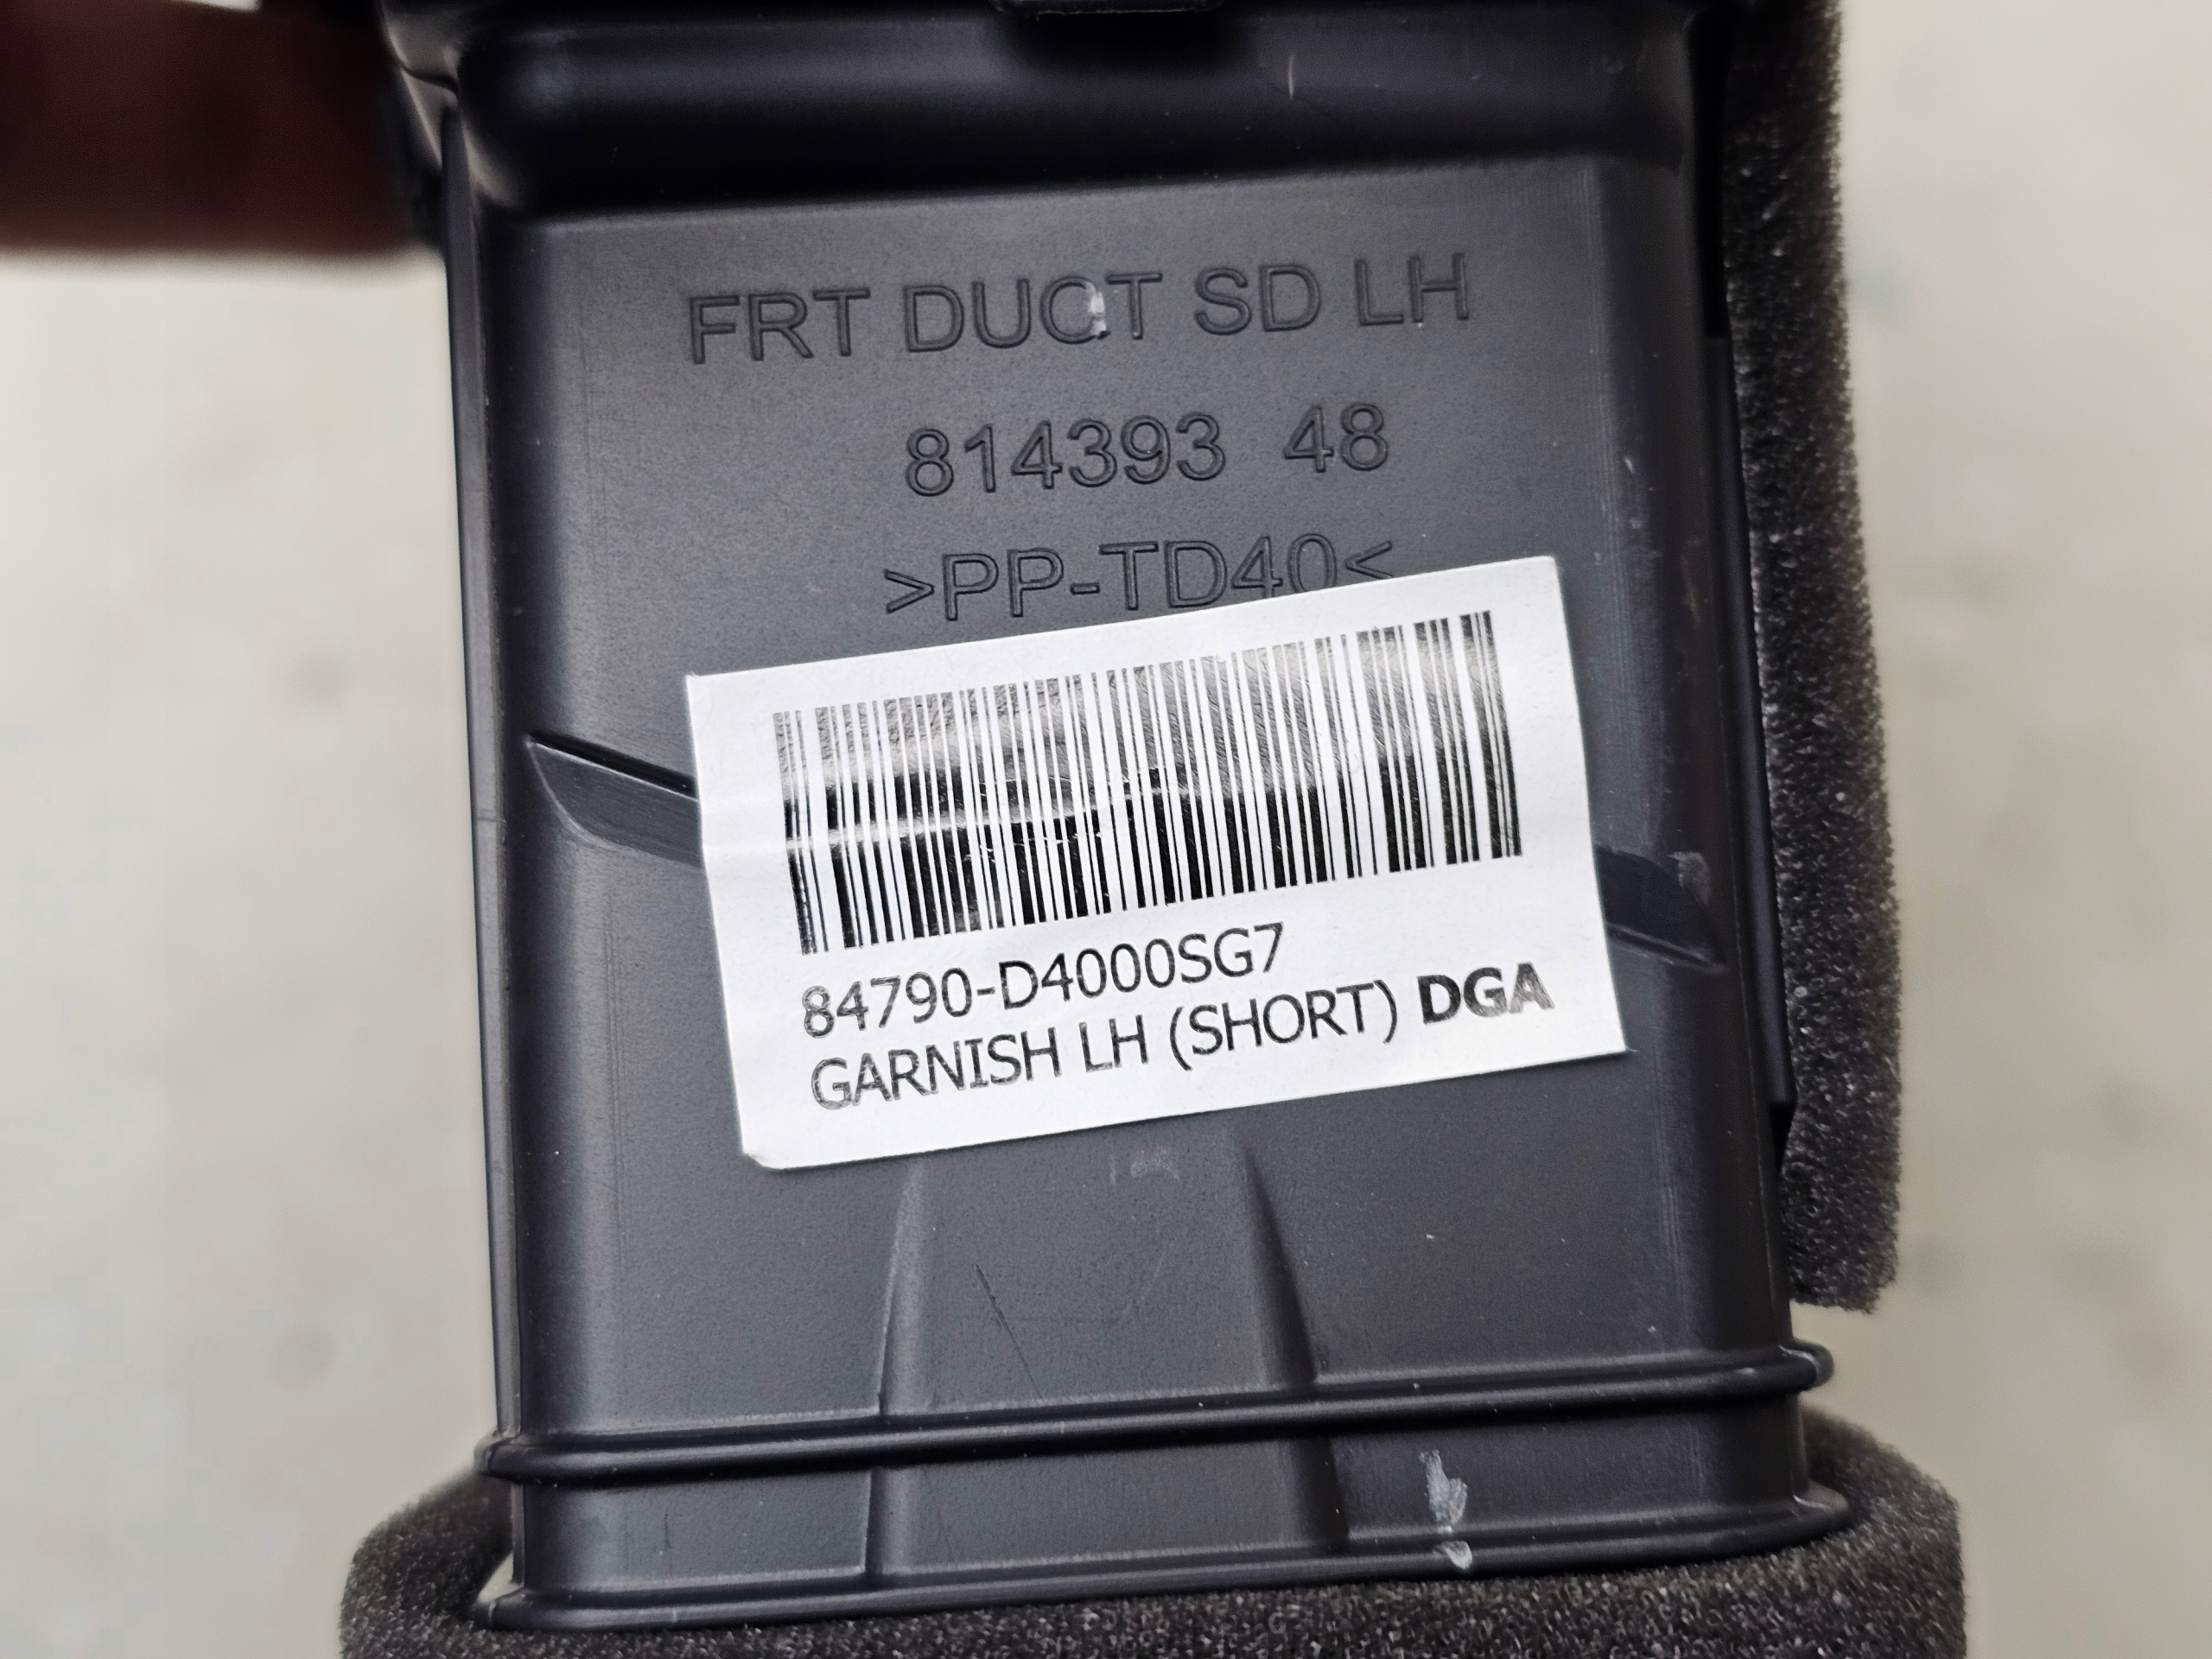 FRT DUCT SD LH
814393 48
>PP-TD40<
84790-D4000SG7
GARNISH LH (SHORT) DGA